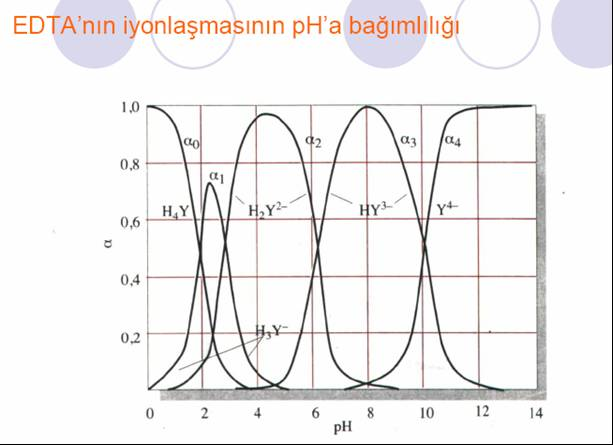 EDTA’nın iyonlaşmasının pH’a bağımlılığı
1,0
α0
α2
α3
α4
0,8
α1
H4Y
H2Y2–
HY3–
Y4–
0,6
α
0,4
0,2
H3Y–
0 2 4 6 8 10 12 14
pH